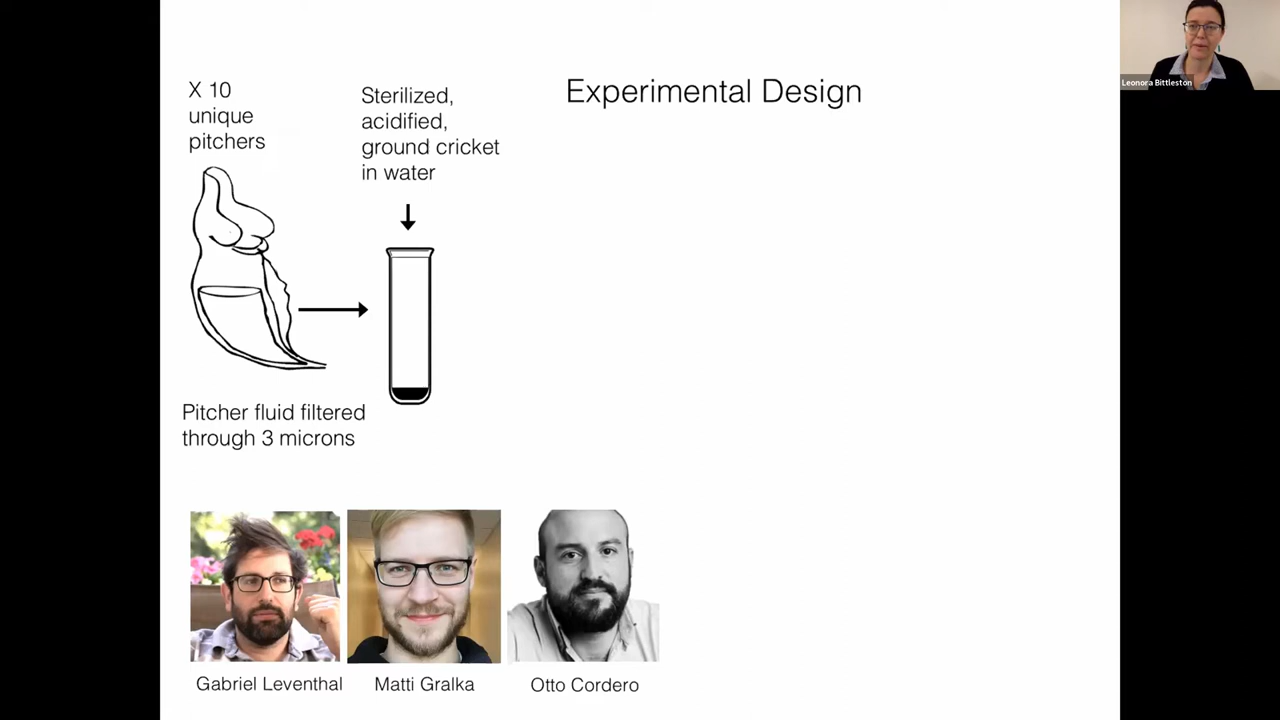 Experimental Design
X 10
unique
pitchers
Sterilized,
acidified,
ground cricket
in water
Pitcher fluid filtered
through 3 microns
Gabriel Leventhal
Matti Gralka
Otto Cordero
Leonora Bittleston